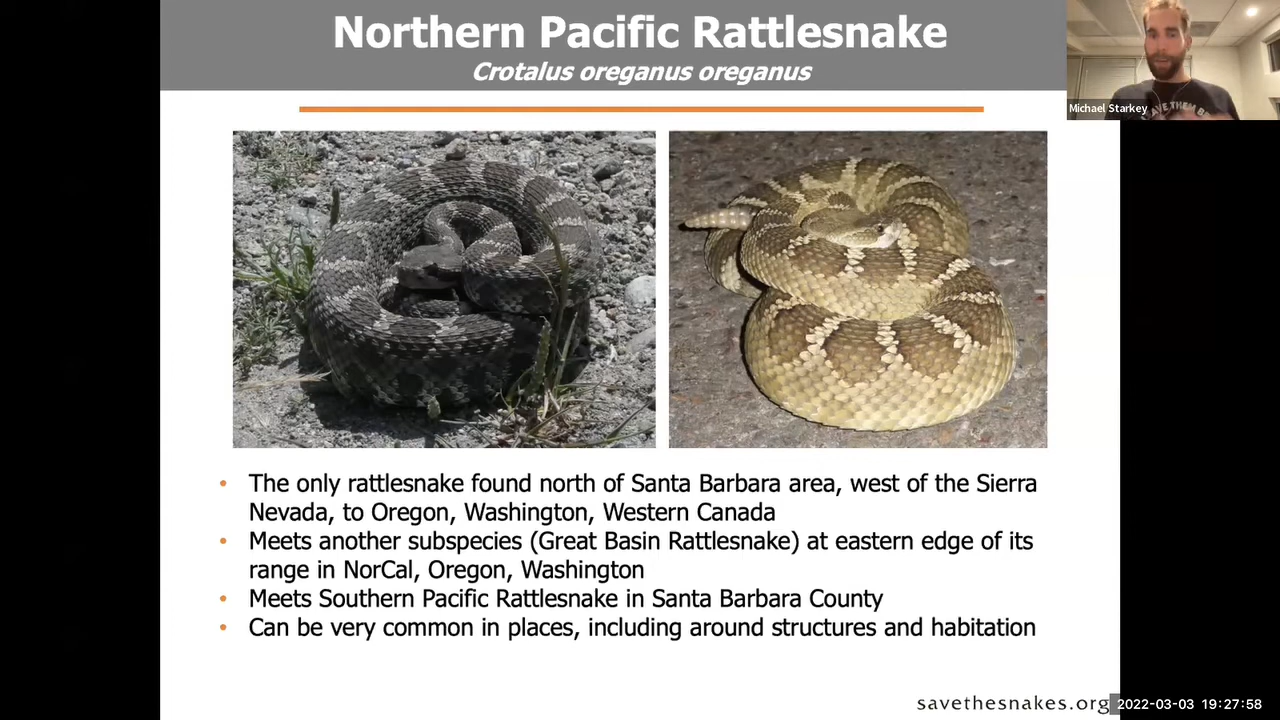 Northern Pacific Rattlesnake
Crotalus oreganus oreganus
Michael Starkey
SAVE THEM
• The only rattlesnake found north of Santa Barbara area, west of the Sierra
Nevada, to Oregon, Washington, Western Canada
• Meets another subspecies (Great Basin Rattlesnake) at eastern edge of its
range in NorCal, Oregon, Washington
• Meets Southern Pacific Rattlesnake in Santa Barbara County
• Can be very common in places, including around structures and habitation
savethesnakes.org
2022-03-03 19:27:58